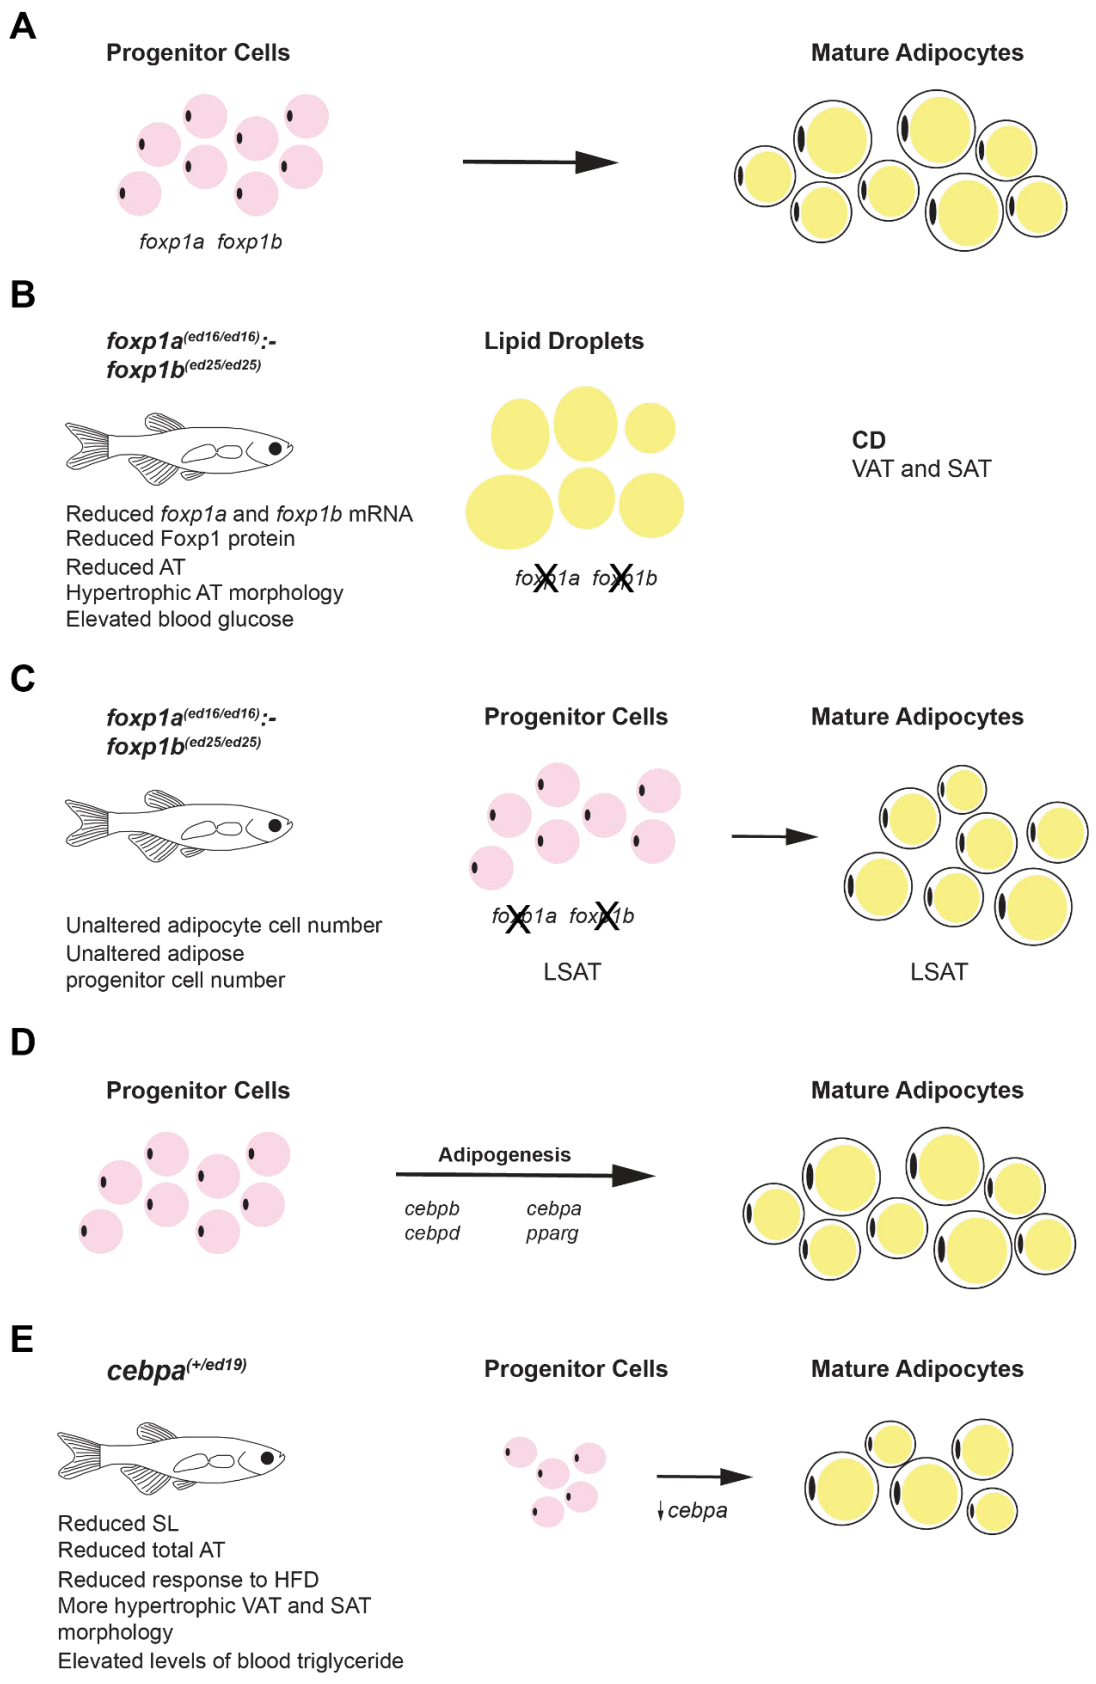 A
Progenitor Cells
Mature Adipocytes
foxp1a foxp1b
B
foxp1a(ed16/ed16):-
foxp1b(ed25/ed25)
Lipid Droplets
CD
VAT and SAT
Reduced foxp1a and foxp1b mRNA
Reduced Foxp1 protein
Reduced AT
Hypertrophic AT morphology
Elevated blood glucose
foxp1a foxp1b
C
foxp1a(ed16/ed16):-
foxp1b(ed25/ed25)
Progenitor Cells
Mature Adipocytes
Unaltered adipocyte cell number
Unaltered adipose
progenitor cell number
foxp1a foxp1b
LSAT
LSAT
D
Progenitor Cells
Mature Adipocytes
Adipogenesis
cebpb cebpa
cebpd pparg
E
cebpa(+/ed19)
Progenitor Cells
Mature Adipocytes
↓cebpa
Reduced SL
Reduced total AT
Reduced response to HFD
More hypertrophic VAT and SAT
morphology
Elevated levels of blood triglyceride